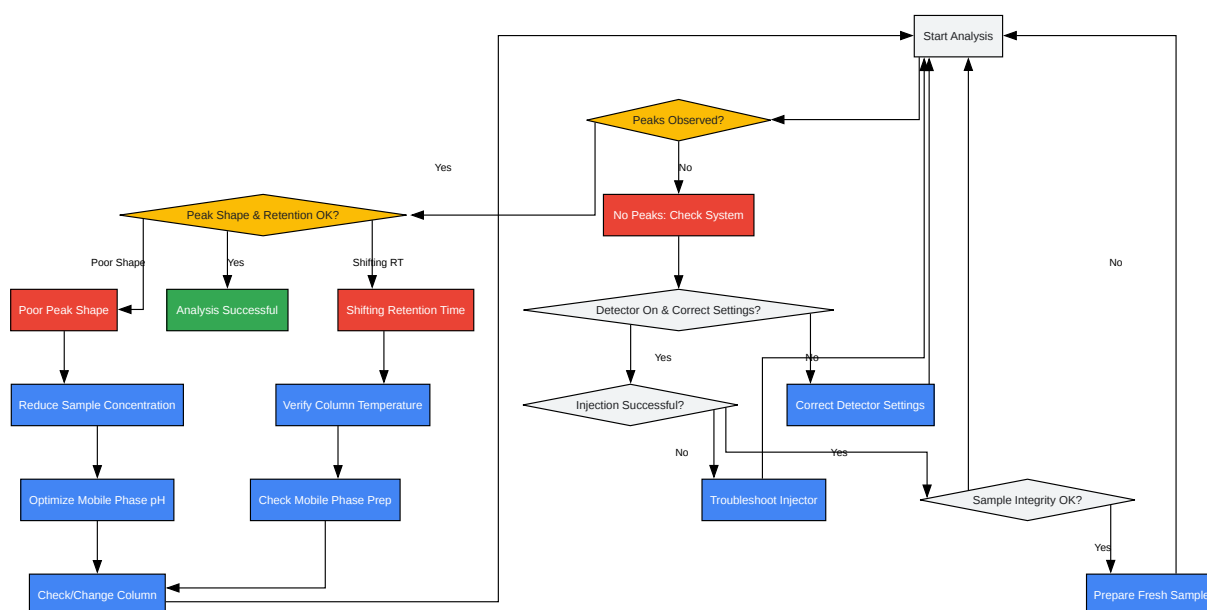 Start Analysis
Peaks Observed?
Yes
No
Peak Shape & Retention OK?
No Peaks: Check System
Poor Shape
Yes
Shifting RT
No
Poor Peak Shape
Analysis Successful
Shifting Retention Time
Detector On & Correct Settings?
Yes
No
Reduce Sample Concentration
Verify Column Temperature
Injection Successful?
Correct Detector Settings
No
Yes
Optimize Mobile Phase pH
Check Mobile Phase Prep
Troubleshoot Injector
Sample Integrity OK?
Yes
Check/Change Column
Prepare Fresh Sample